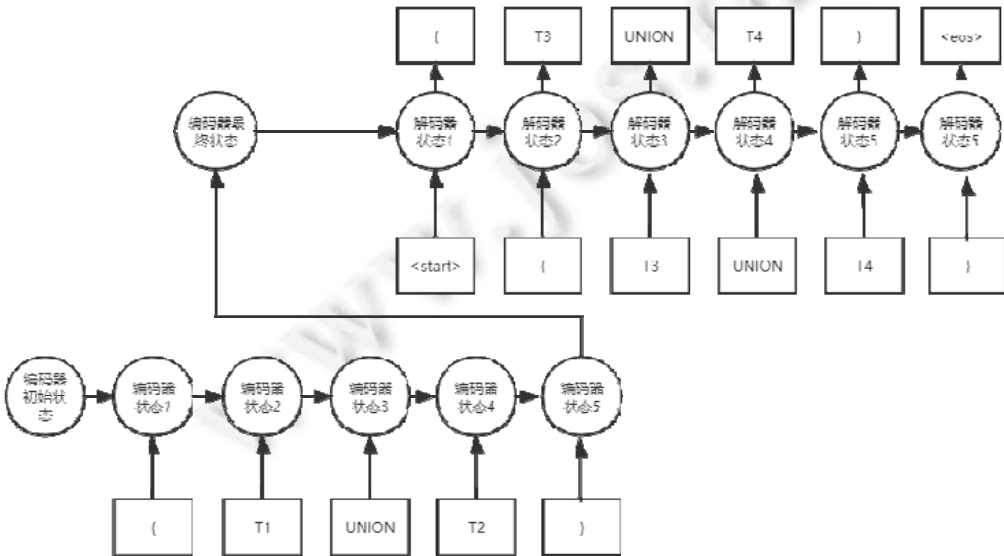 {
T3
UNION
T4
}
<eos>
编码器最
终状态
解码器
状态1
解码器
状态2
解码器
状态3
解码器
状态4
解码器
状态5
解码器
状态5
<start>
{
T3
UNION
T4
}
编码器
初始状
态
编码器
状态1
编码器
状态2
编码器
状态3
编码器
状态4
编码器
状态5
{
T1
UNION
T2
}